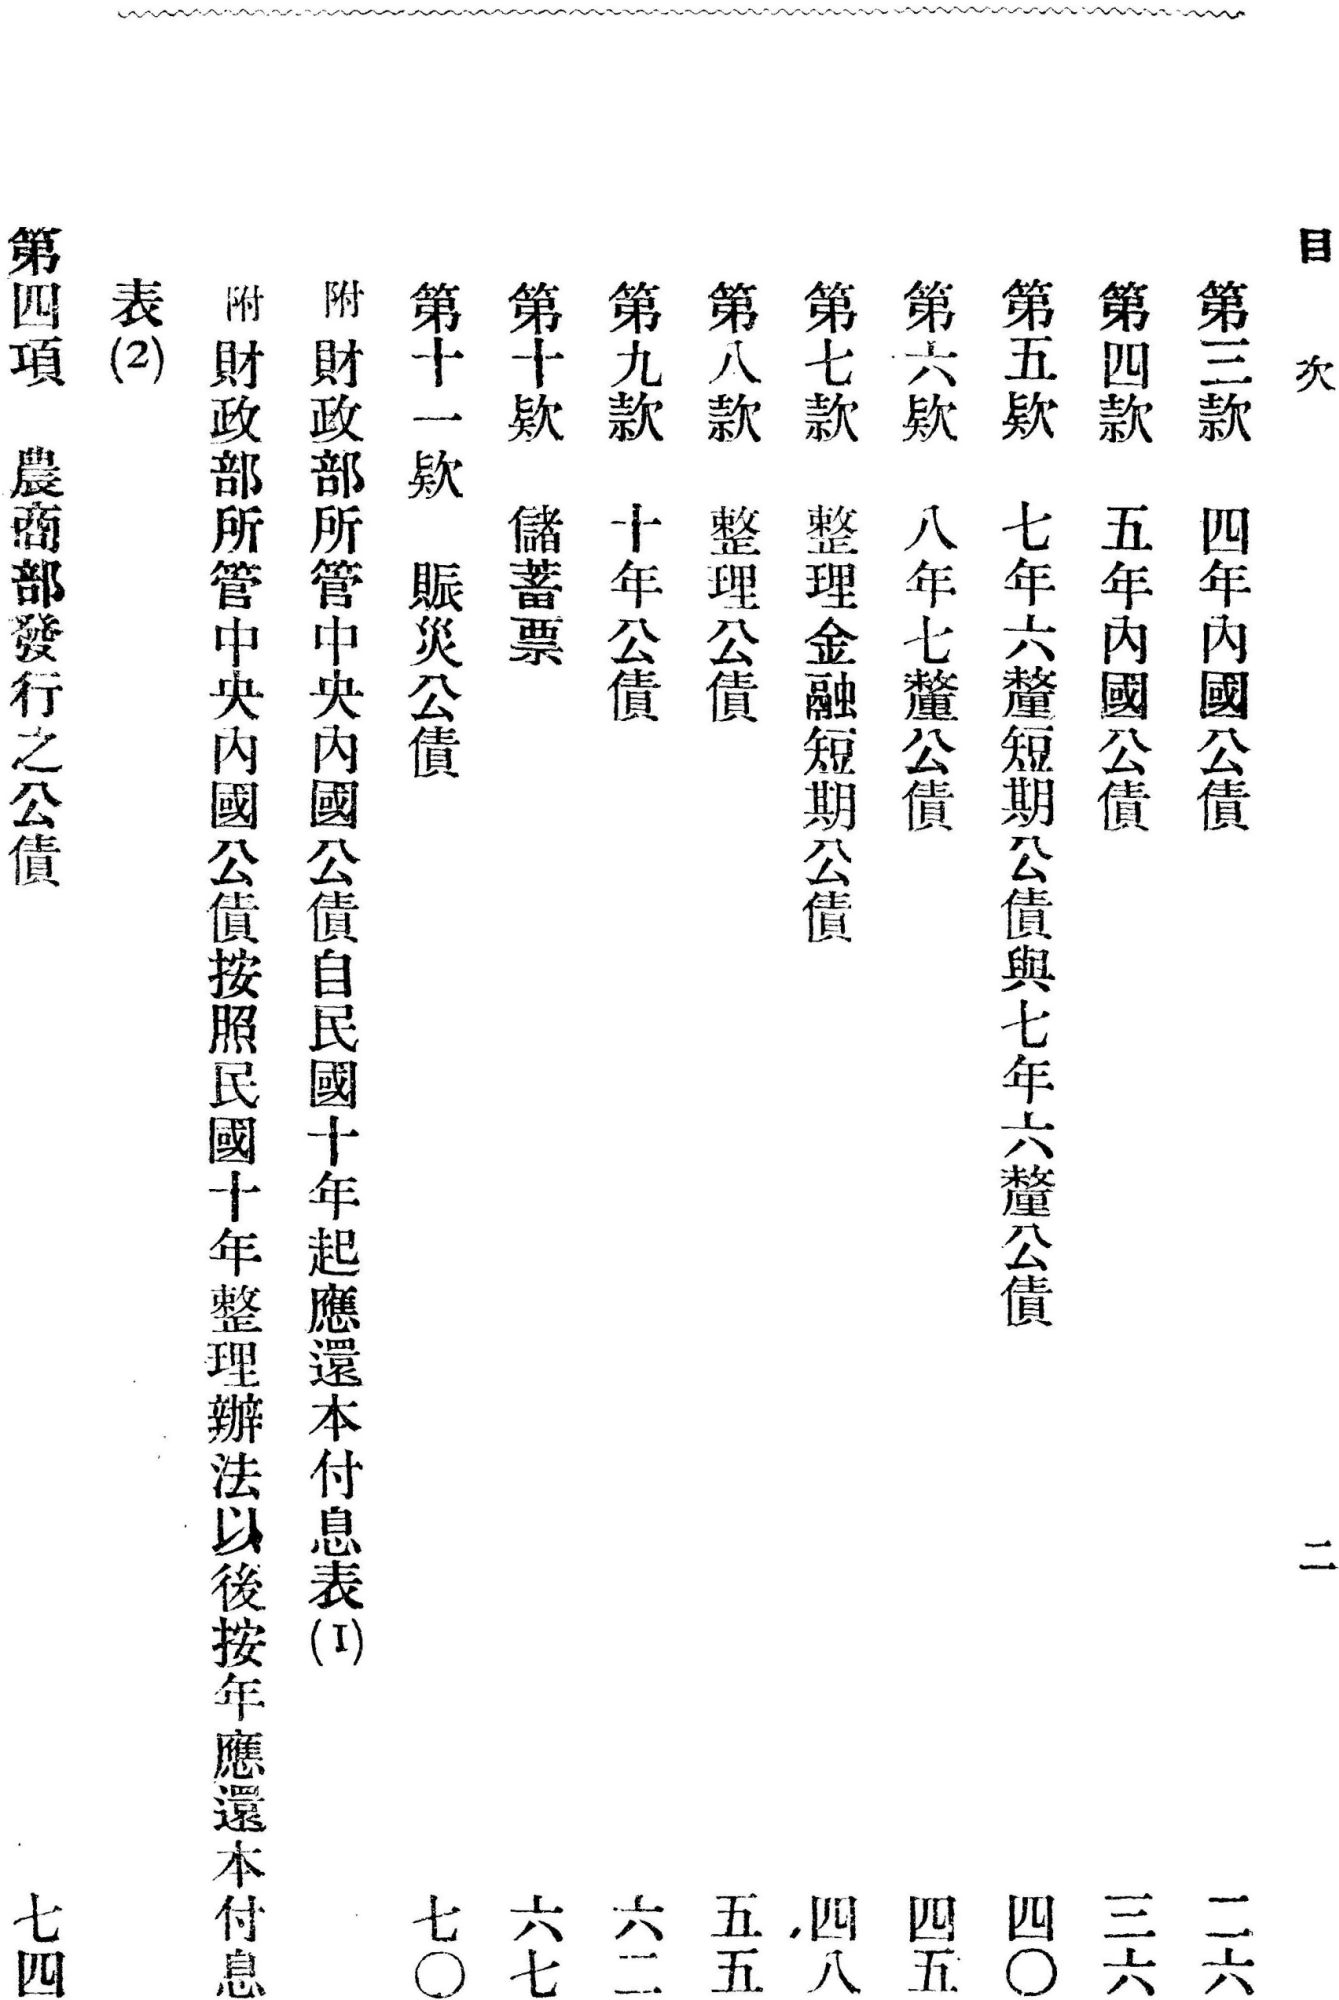 目次 二
第三款 四年內國公債 二六
第四款 五年內國公債 三六
第五欵 七年六釐短期公債與七年六釐公債 四〇
第六欵 八年七釐公債 四五
第七款 整理金融短期公債 四八
第八款 整理公債 五五
第九款 十年公債 六二
第十欵 儲蓄票 六七
第十一欵 賑災公債 七〇
附財政部所管中央內國公債自民國十年起應還本付息表(1)
附財政部所管中央內國公債按照民國十年整理辦法以後按年應還本付息
表(2)
第四項 農商部發行之公債 七四